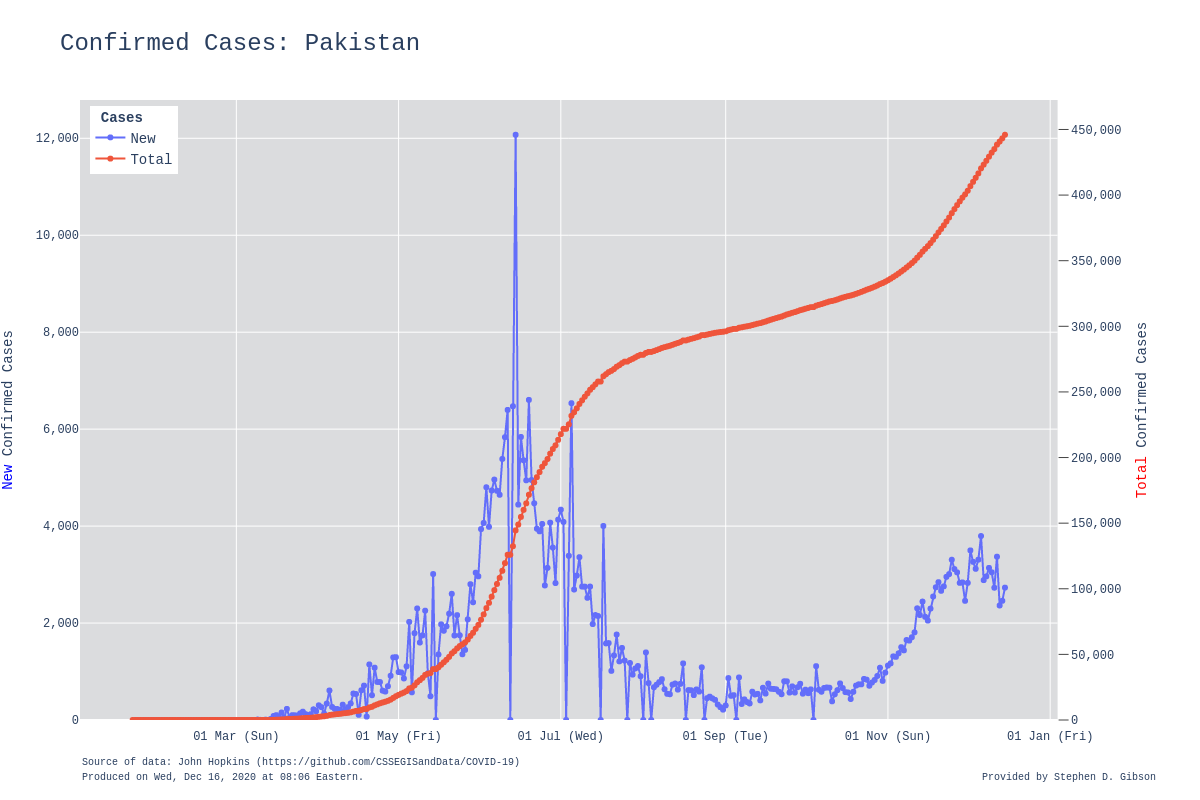 Confirmed Cases: Pakistan
Cases
New
Total
12,000
10,000
8,000
6,000
4,000
2,000
0
450,000
400,000
350,000
300,000
250,000
200,000
150,000
100,000
50,000
0
New Confirmed Cases
Total Confirmed Cases
01 Mar (Sun)
01 May (Fri)
01 Jul (Wed)
01 Sep (Tue)
01 Nov (Sun)
01 Jan (Fri)
Source of data: John Hopkins (https://github.com/CSSEGISandData/COVID-19)
Produced on Wed, Dec 16, 2020 at 08:06 Eastern.
Provided by Stephen D. Gibson